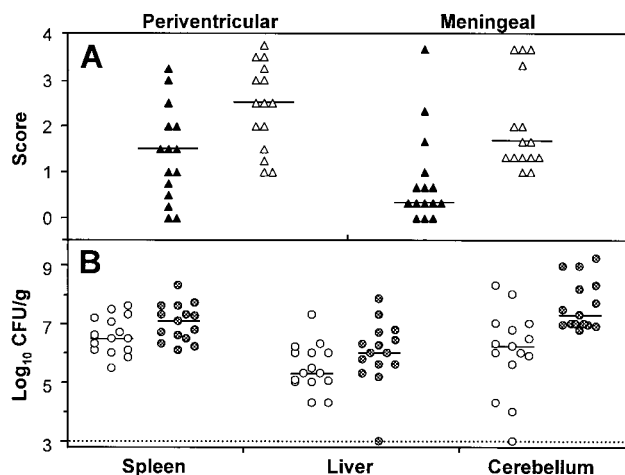 Periventricular Meningeal
A
Score
4
3
2
1
0
B
Log10 CFU/g
9
7
5
3
Spleen Liver Cerebellum